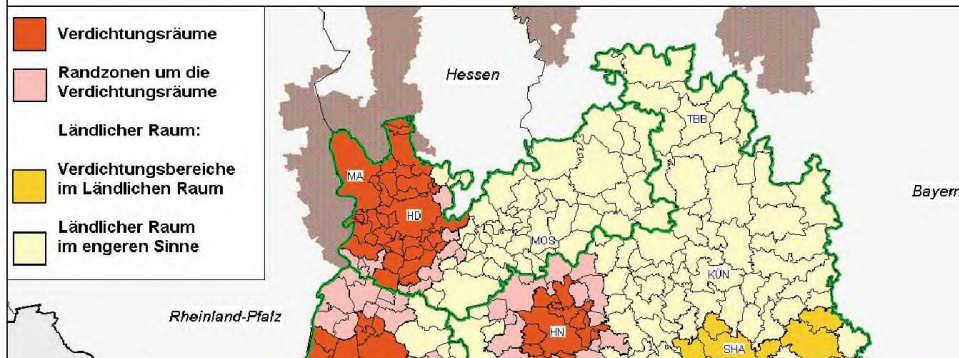 Verdichtungsräume
Randzonen um die
Verdichtungsräume
Ländlicher Raum:
Verdichtungsbereiche
im Ländlichen Raum
Ländlicher Raum
im engeren Sinne
Hessen
TBB
MA
Bayern
HD
MOS
KÜN
Rheinland-Pfalz
HN
SHA